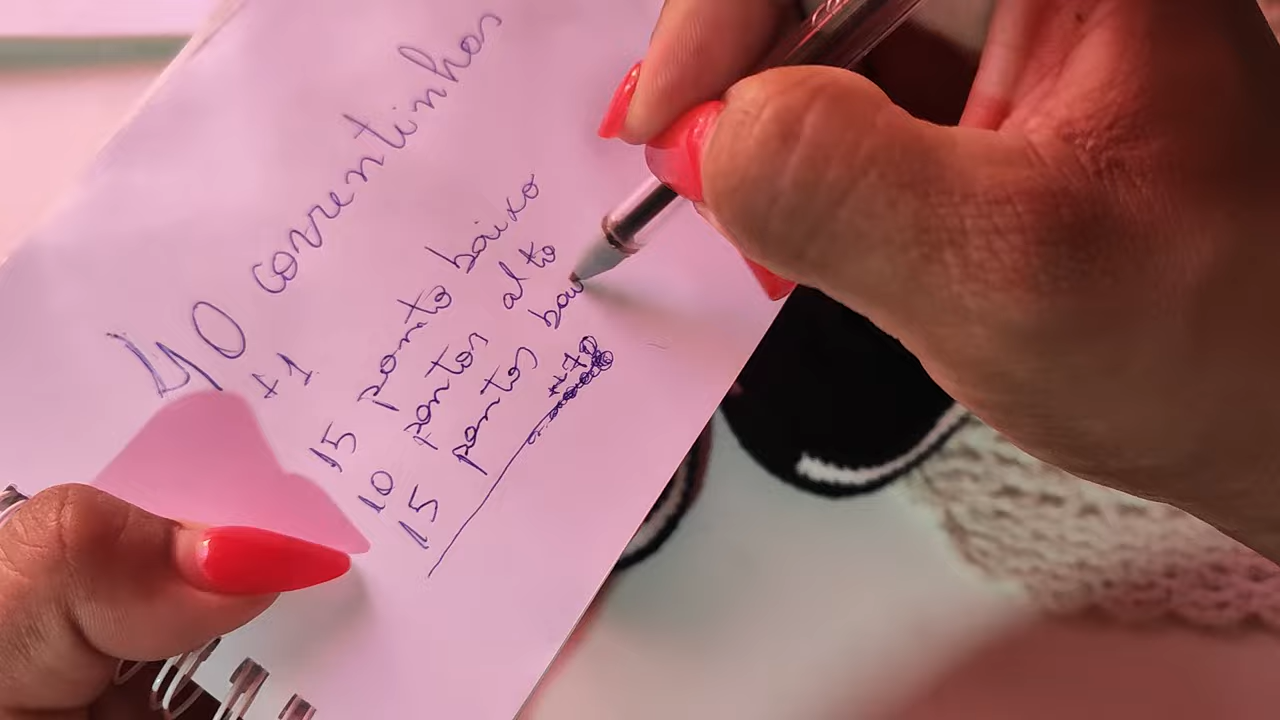 40 correntinhas
+1
15 ponto baixo
10 pontos alto
15 pontos bai